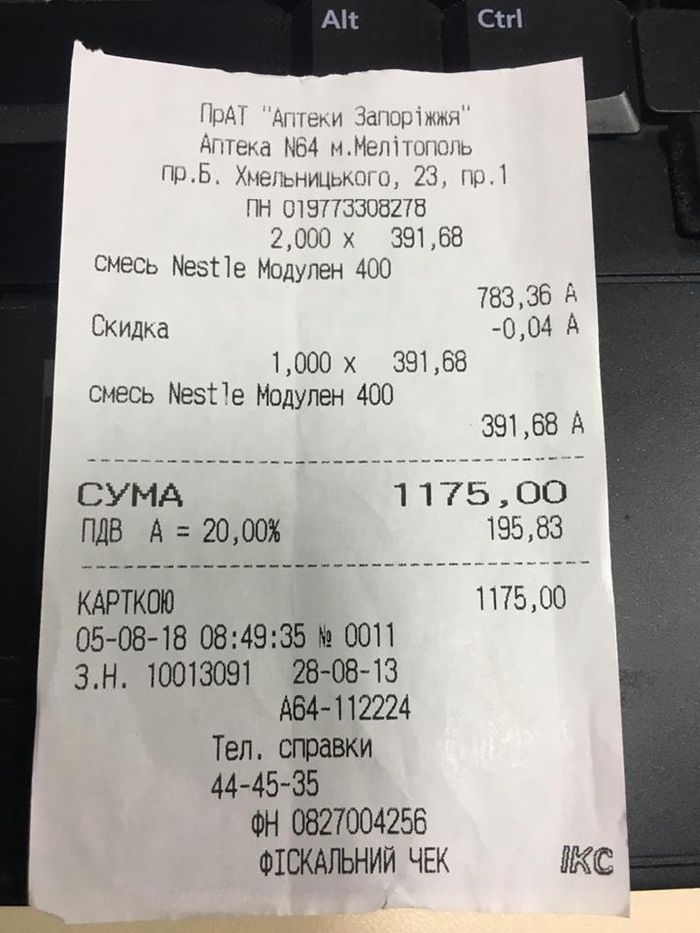 Alt Ctrl
ПрАТ "Аптеки Запоріжжя"
Аптека N64 м.Мелітополь
пр.Б. Хмельницького, 23, пр.1
ПН 019773308278
2,000 x 391,68
смесь Nestle Модулен 400
783,36 А
Скидка -0,04 А
1,000 x 391,68
смесь Nestle Модулен 400
391,68 А
СУМА 1175,00
ПДВ А = 20,00% 195,83
КАРТКОЮ 1175,00
05-08-18 08:49:35 № 0011
З.Н. 10013091 28-08-13
А64-112224
Тел. справки
44-45-35
ФН 0827004256
ФІСКАЛЬНИЙ ЧЕК ІКС